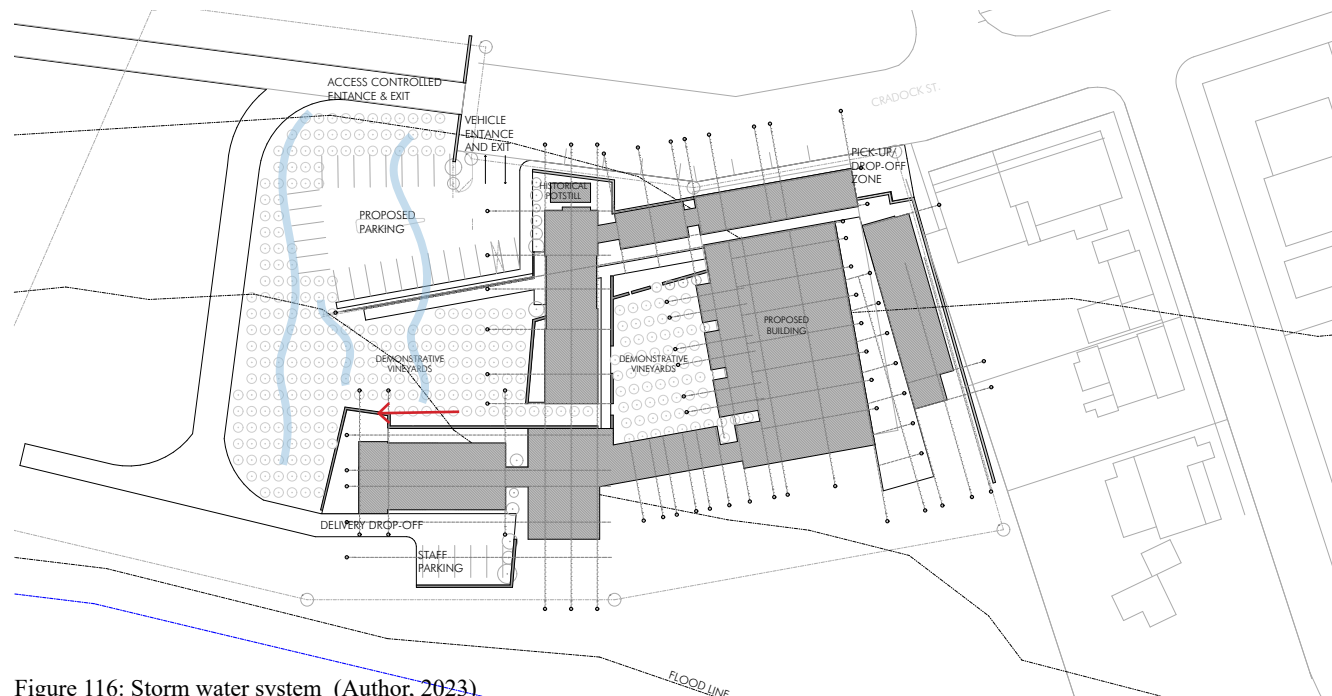 ACCESS CONTROLLED
ENTANCE & EXIT
CRADOCK ST.
VEHICLE
ENTANCE
AND EXIT
PICK-UP/
DROP-OFF
ZONE
HISTORICAL
POTSTILL
PROPOSED
PARKING
PROPOSED
BUILDING
DEMONSTRATIVE
VINEYARDS
DEMONSTRATIVE
VINEYARDS
DELIVERY DROP-OFF
STAFF
PARKING
FLOOD LINE
Figure 116: Storm water system (Author, 2023)